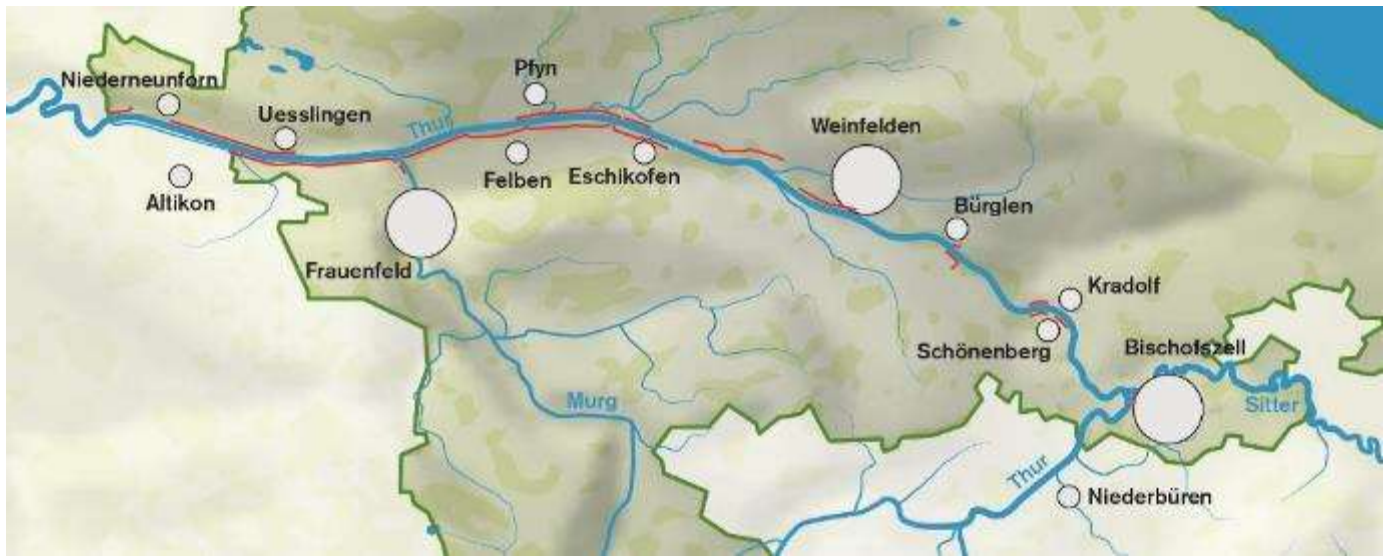 Niederneunforn
Pfyn
Uesslingen
Thur
Weinfelden
Altikon
Felben
Eschikofen
Bürglen
Frauenfeld
Kradolf
Schönenberg
Bischofszell
Murg
Sitter
Thur
Niederbüren